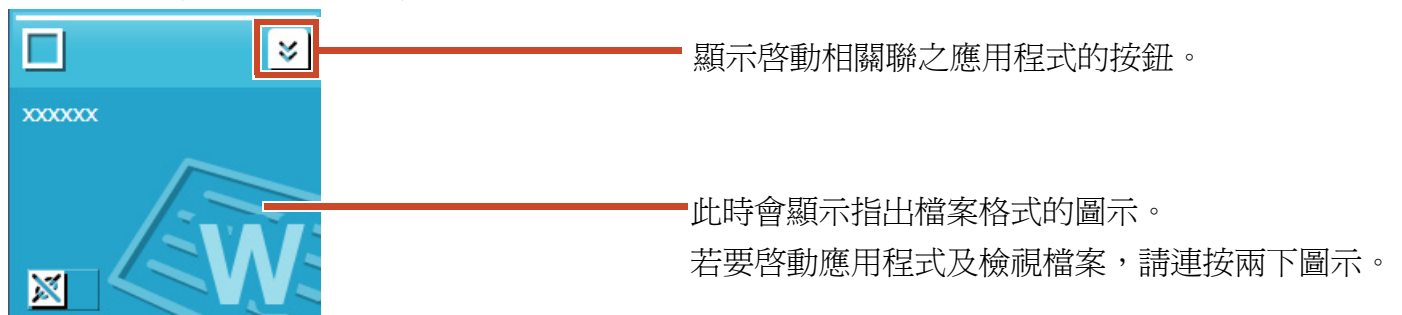 顯示啓動相關聯之應用程式的按鈕。
xxxxxx
此時會顯示指出檔案格式的圖示。
若要啓動應用程式及檢視檔案，請連按兩下圖示。
W